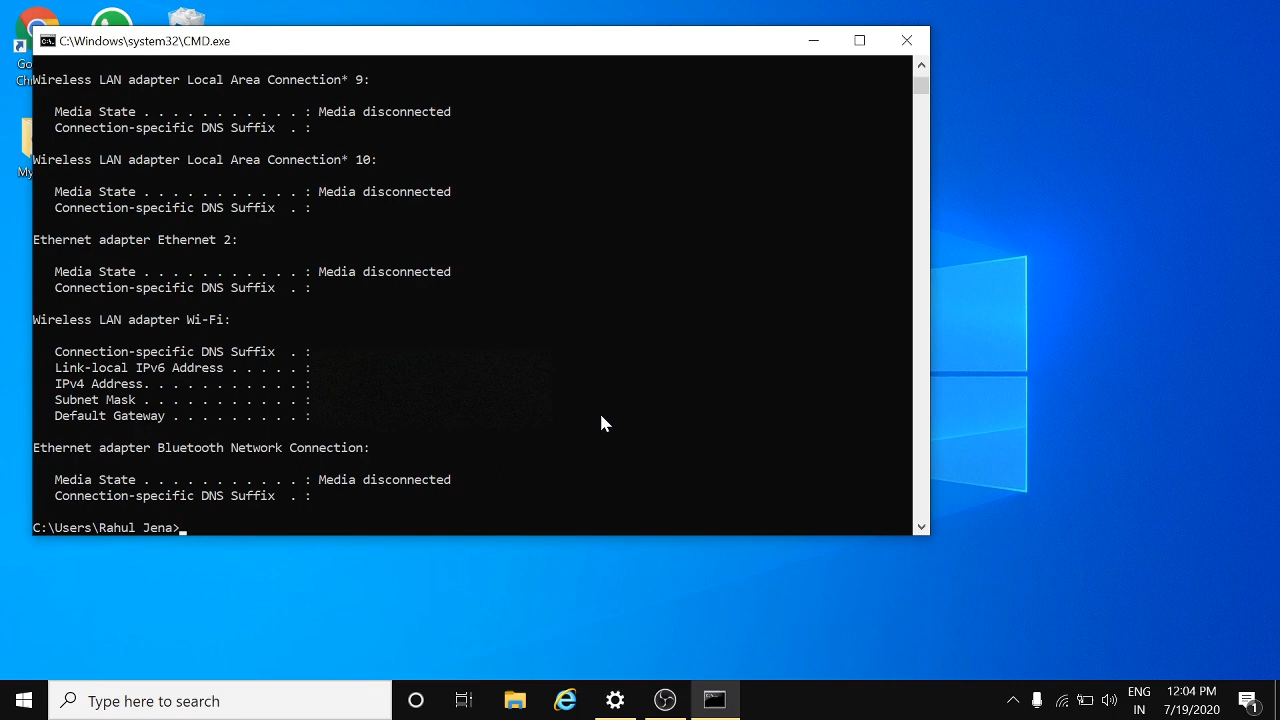 C:\Windows\system32\CMD.exe
Wireless LAN adapter Local Area Connection* 9:
Media State . . . . . . . . . . . : Media disconnected
Connection-specific DNS Suffix . :
Wireless LAN adapter Local Area Connection* 10:
Media State . . . . . . . . . . . : Media disconnected
Connection-specific DNS Suffix . :
Ethernet adapter Ethernet 2:
Media State . . . . . . . . . . . : Media disconnected
Connection-specific DNS Suffix . :
Wireless LAN adapter Wi-Fi:
Connection-specific DNS Suffix . :
Link-local IPv6 Address . . . . . :
IPv4 Address. . . . . . . . . . . :
Subnet Mask . . . . . . . . . . . :
Default Gateway . . . . . . . . . :
Ethernet adapter Bluetooth Network Connection:
Media State . . . . . . . . . . . : Media disconnected
Connection-specific DNS Suffix . :
C:\Users\Rahul Jena>
Type here to search
ENG
IN
12:04 PM
7/19/2020
1